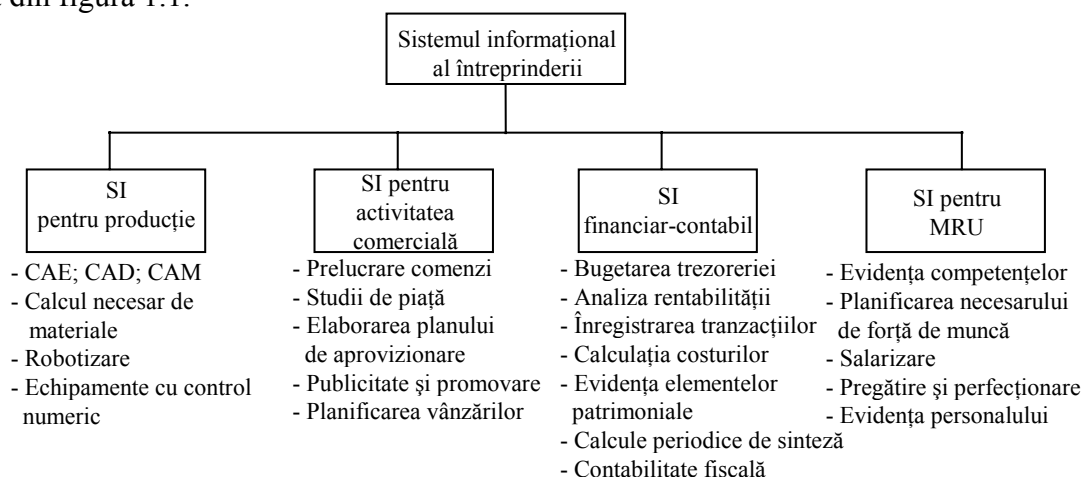 din figura 1.1.
Sistemul informațional
al întreprinderii
SI
pentru producție
SI pentru
activitatea
comercială
SI
financiar-contabil
SI pentru
MRU
- CAE; CAD; CAM
- Calcul necesar de
materiale
- Robotizare
- Echipamente cu control
numeric
- Prelucrare comenzi
- Studii de piață
- Elaborarea planului
de aprovizionare
- Publicitate şi promovare
- Planificarea vânzărilor
- Bugetarea trezoreriei
- Analiza rentabilității
- Înregistrarea tranzacțiilor
- Calculația costurilor
- Evidența elementelor
patrimoniale
- Calcule periodice de sinteză
- Contabilitate fiscală
- Evidența competențelor
- Planificarea necesarului
de forță de muncă
- Salarizare
- Pregătire şi perfecționare
- Evidența personalului